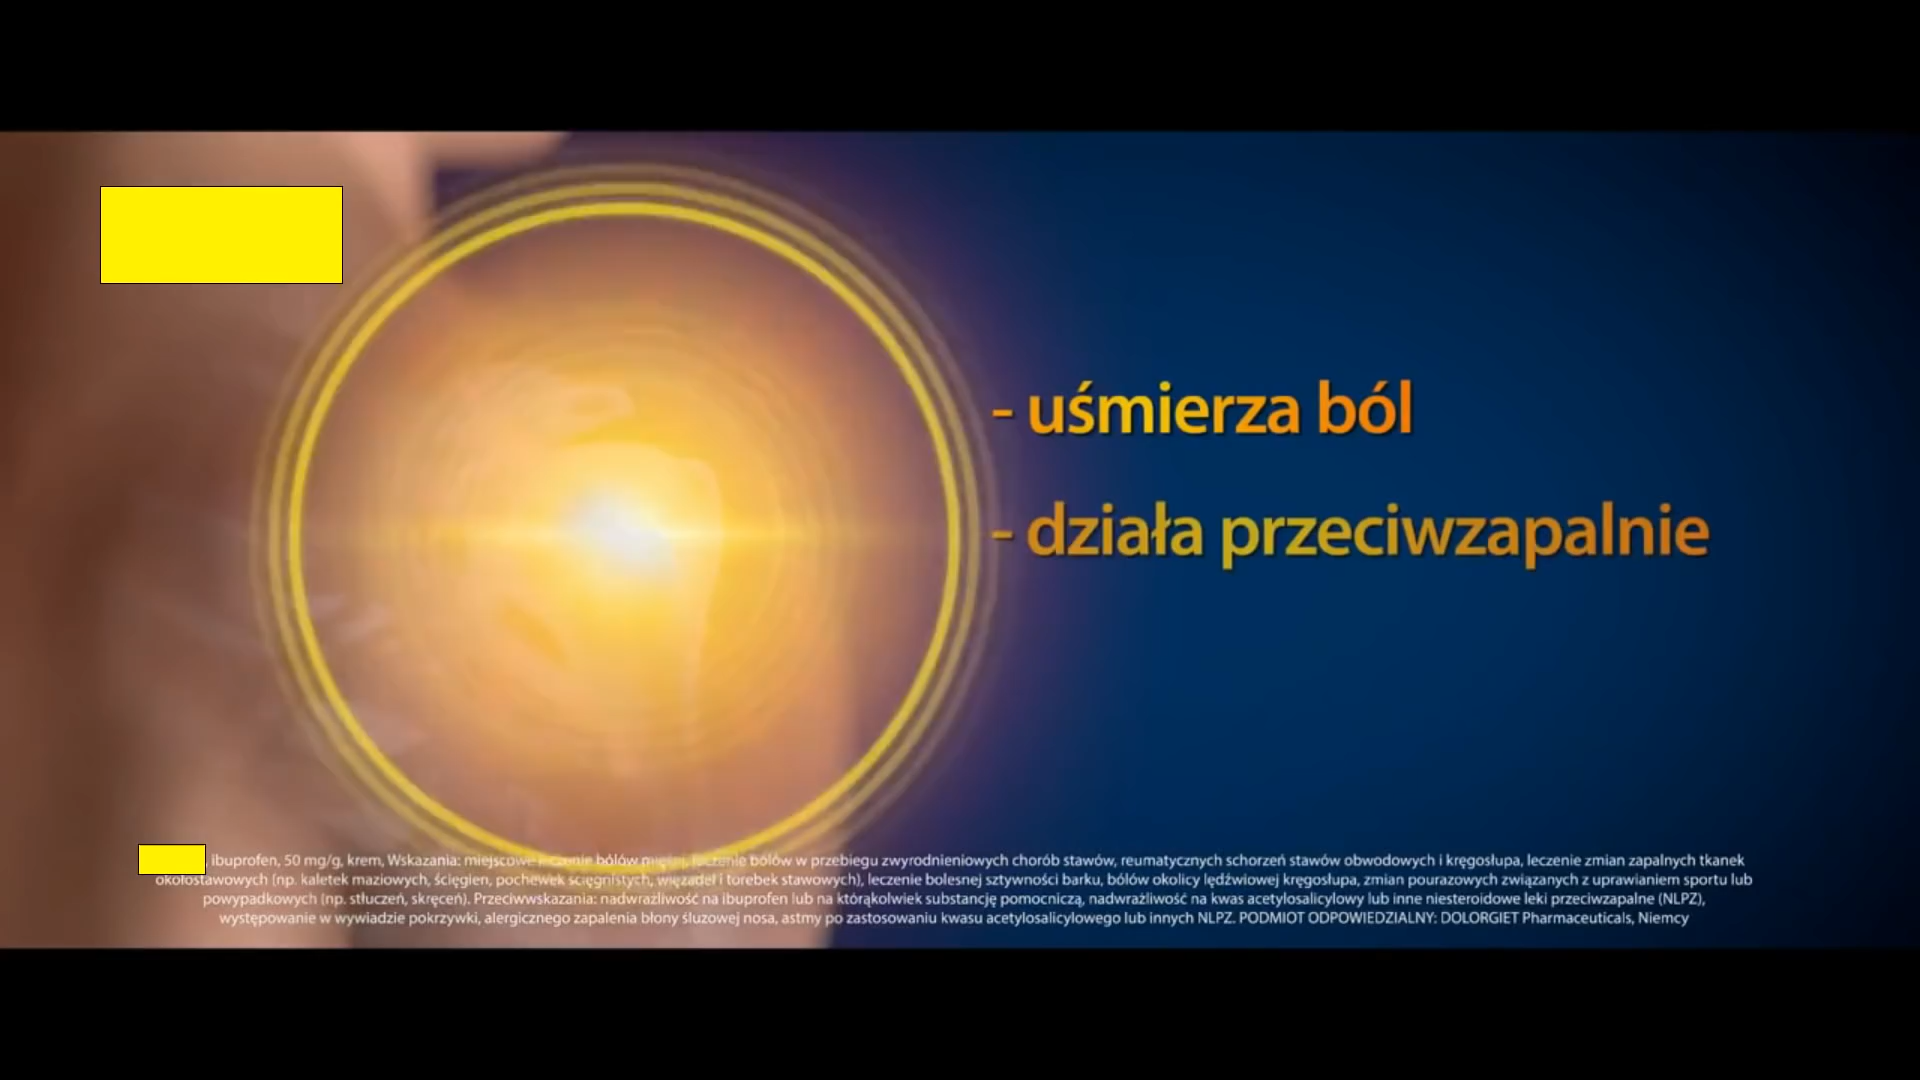 - uśmierza ból
- działa przeciwzapalnie
, ibuprofen, 50 mg/g, krem, Wskazania: miejscowe leczenie bólów mięśni, leczenie bólów w przebiegu zwyrodnieniowych chorób stawów, reumatycznych schorzeń stawów obwodowych i kręgosłupa, leczenie zmian zapalnych tkanek
okołostawowych (np. kaletek maziowych, ścięgien, pochewek ścięgnistych, więzadeł i torebek stawowych), leczenie bolesnej sztywności barku, bólów okolicy lędźwiowej kręgosłupa, zmian pourazowych związanych z uprawianiem sportu lub
powypadkowych (np. stłuczeń, skręceń). Przeciwwskazania: nadwrażliwość na ibuprofen lub na którąkolwiek substancję pomocniczą, nadwrażliwość na kwas acetylosalicylowy lub inne niesteroidowe leki przeciwzapalne (NLPZ),
występowanie w wywiadzie pokrzywki, alergicznego zapalenia błony śluzowej nosa, astmy po zastosowaniu kwasu acetylosalicylowego lub innych NLPZ. PODMIOT ODPOWIEDZIALNY: DOLORGIET Pharmaceuticals, Niemcy